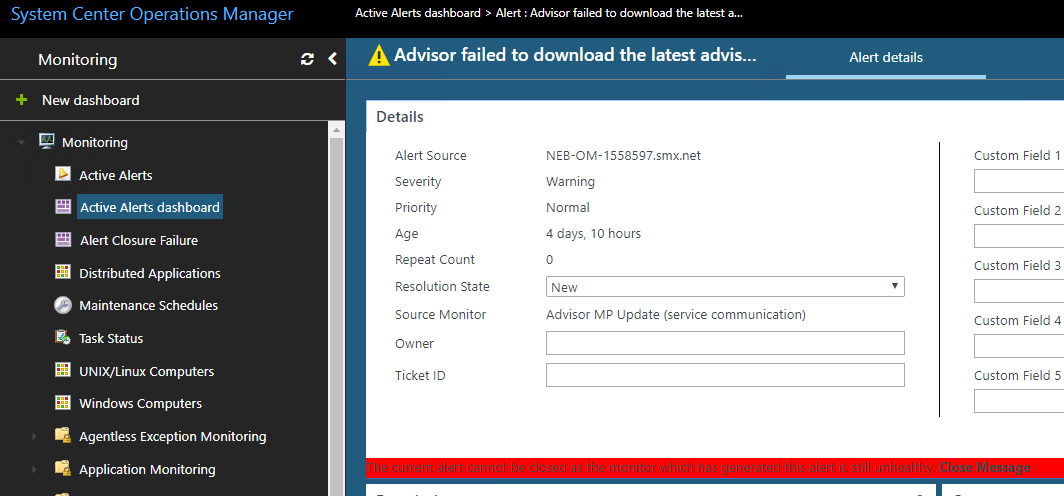 System Center Operations Manager
Active Alerts dashboard > Alert : Advisor failed to download the latest a...
Monitoring
New dashboard
Monitoring
Active Alerts
Active Alerts dashboard
Alert Closure Failure
Distributed Applications
Maintenance Schedules
Task Status
UNIX/Linux Computers
Windows Computers
Agentless Exception Monitoring
Application Monitoring
Advisor failed to download the latest advis...
Alert details
Details
Alert Source NEB-OM-1558597.smx.net
Severity Warning
Priority Normal
Age 4 days, 10 hours
Repeat Count 0
Resolution State New
Source Monitor Advisor MP Update (service communication)
Owner
Ticket ID
Custom Field 1
Custom Field 2
Custom Field 3
Custom Field 4
Custom Field 5
The current alert cannot be closed as the monitor which has generated this alert is still unhealthy. Close Message